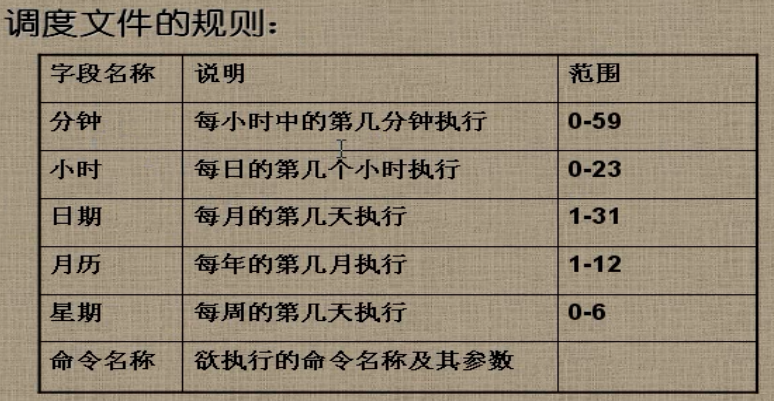 调度文件的规则：
字段名称 说明 范围
分钟 每小时中的第几分钟执行 0-59
小时 每日的第几个小时执行 0-23
日期 每月的第几天执行 1-31
月历 每年的第几月执行 1-12
星期 每周的第几天执行 0-6
命令名称 欲执行的命令名称及其参数